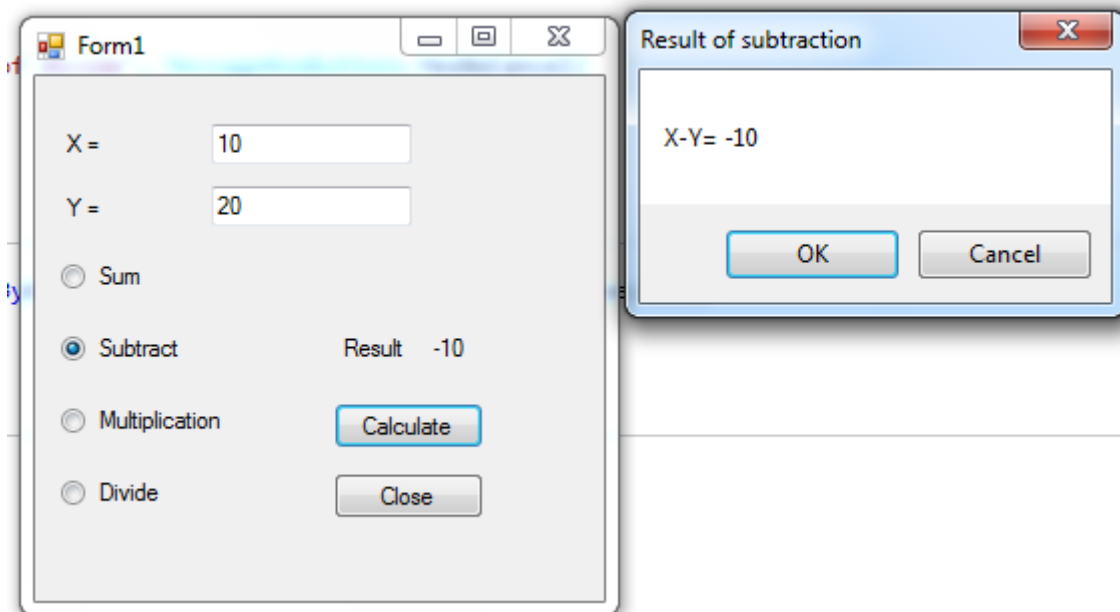 Form1
X =
10
Y =
20
Sum
Subtract
Result -10
Multiplication
Calculate
Divide
Close
Result of subtraction
X-Y= -10
OK
Cancel